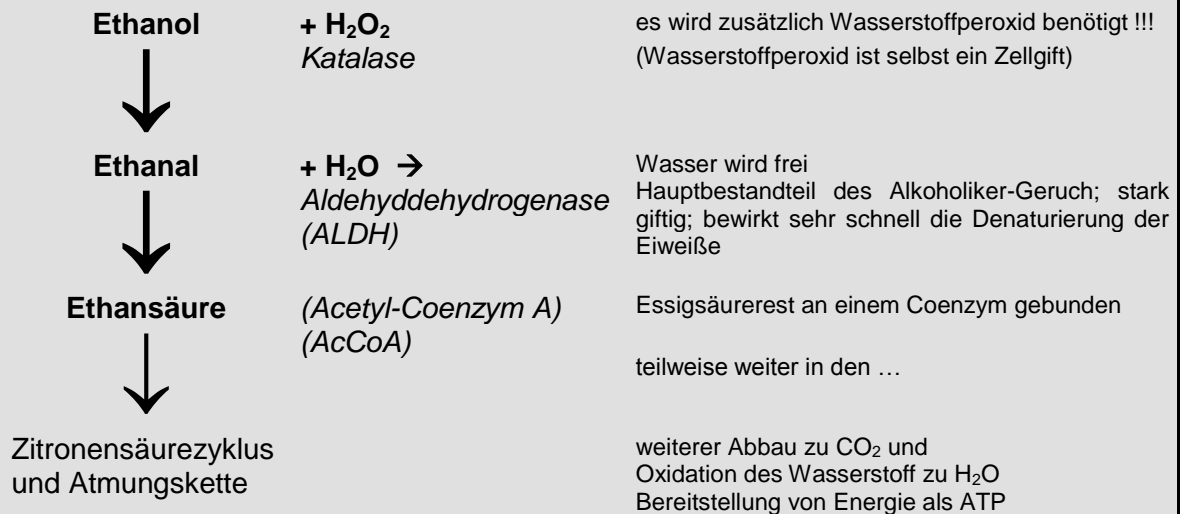 Ethanol + H₂O₂ es wird zusätzlich Wasserstoffperoxid benötigt !!!
Katalase (Wasserstoffperoxid ist selbst ein Zellgift)
Ethanal + H₂O → Wasser wird frei
Aldehyddehydrogenase Hauptbestandteil des Alkoholiker-Geruch; stark
(ALDH) giftig; bewirkt sehr schnell die Denaturierung der
Eiweiße
Ethansäure (Acetyl-Coenzym A) Essigsäurerest an einem Coenzym gebunden
(AcCoA)
teilweise weiter in den …
Zitronensäurezyklus weiterer Abbau zu CO₂ und
und Atmungskette Oxidation des Wasserstoff zu H₂O
Bereitstellung von Energie als ATP